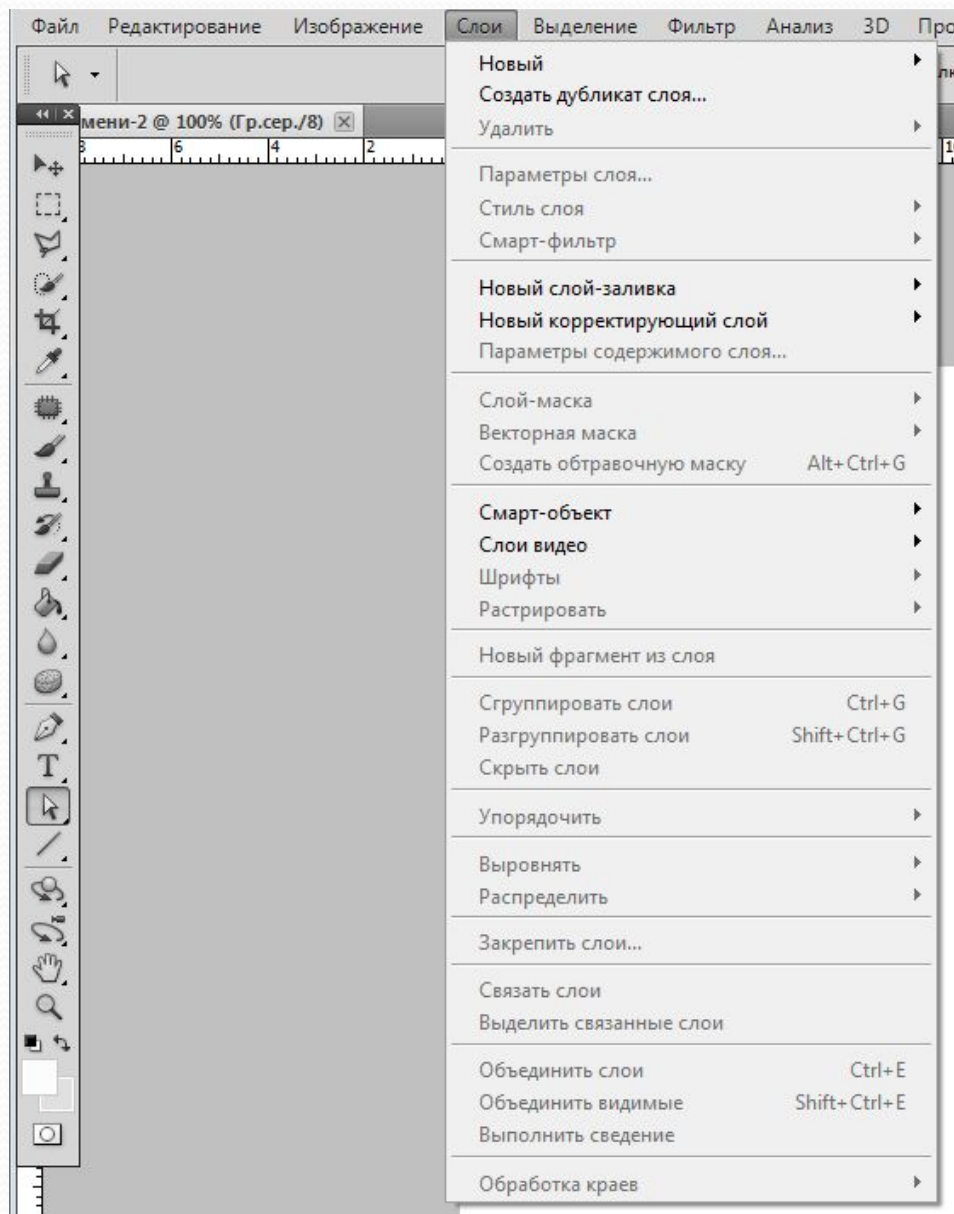 Файл Редактирование Изображение Слои Выделение Фильтр Анализ 3D
мени-2 @ 100% (Гр.сер./8)
8 6 4 2
Новый
Создать дубликат слоя...
Удалить
Параметры слоя...
Стиль слоя
Смарт-фильтр
Новый слой-заливка
Новый корректирующий слой
Параметры содержимого слоя...
Слой-маска
Векторная маска
Создать обтравочную маску Alt+Ctrl+G
Смарт-объект
Слои видео
Шрифты
Растрировать
Новый фрагмент из слоя
Сгруппировать слои Ctrl+G
Разгруппировать слои Shift+Ctrl+G
Скрыть слои
Упорядочить
Выровнять
Распределить
Закрепить слои...
Связать слои
Выделить связанные слои
Объединить слои Ctrl+E
Объединить видимые Shift+Ctrl+E
Выполнить сведение
Обработка краев